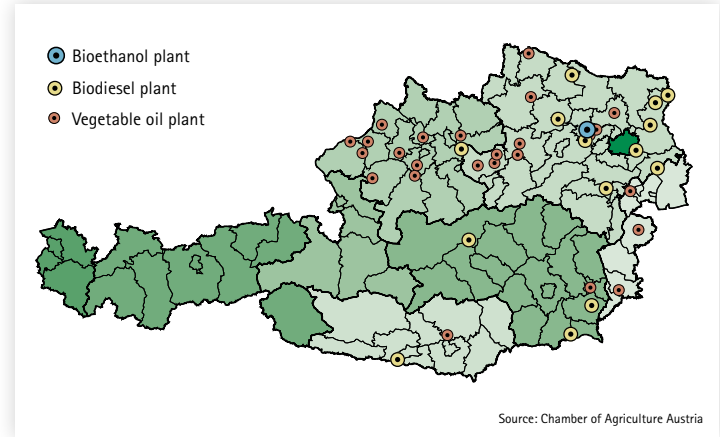 Bioethanol plant
Biodiesel plant
Vegetable oil plant
Source: Chamber of Agriculture Austria